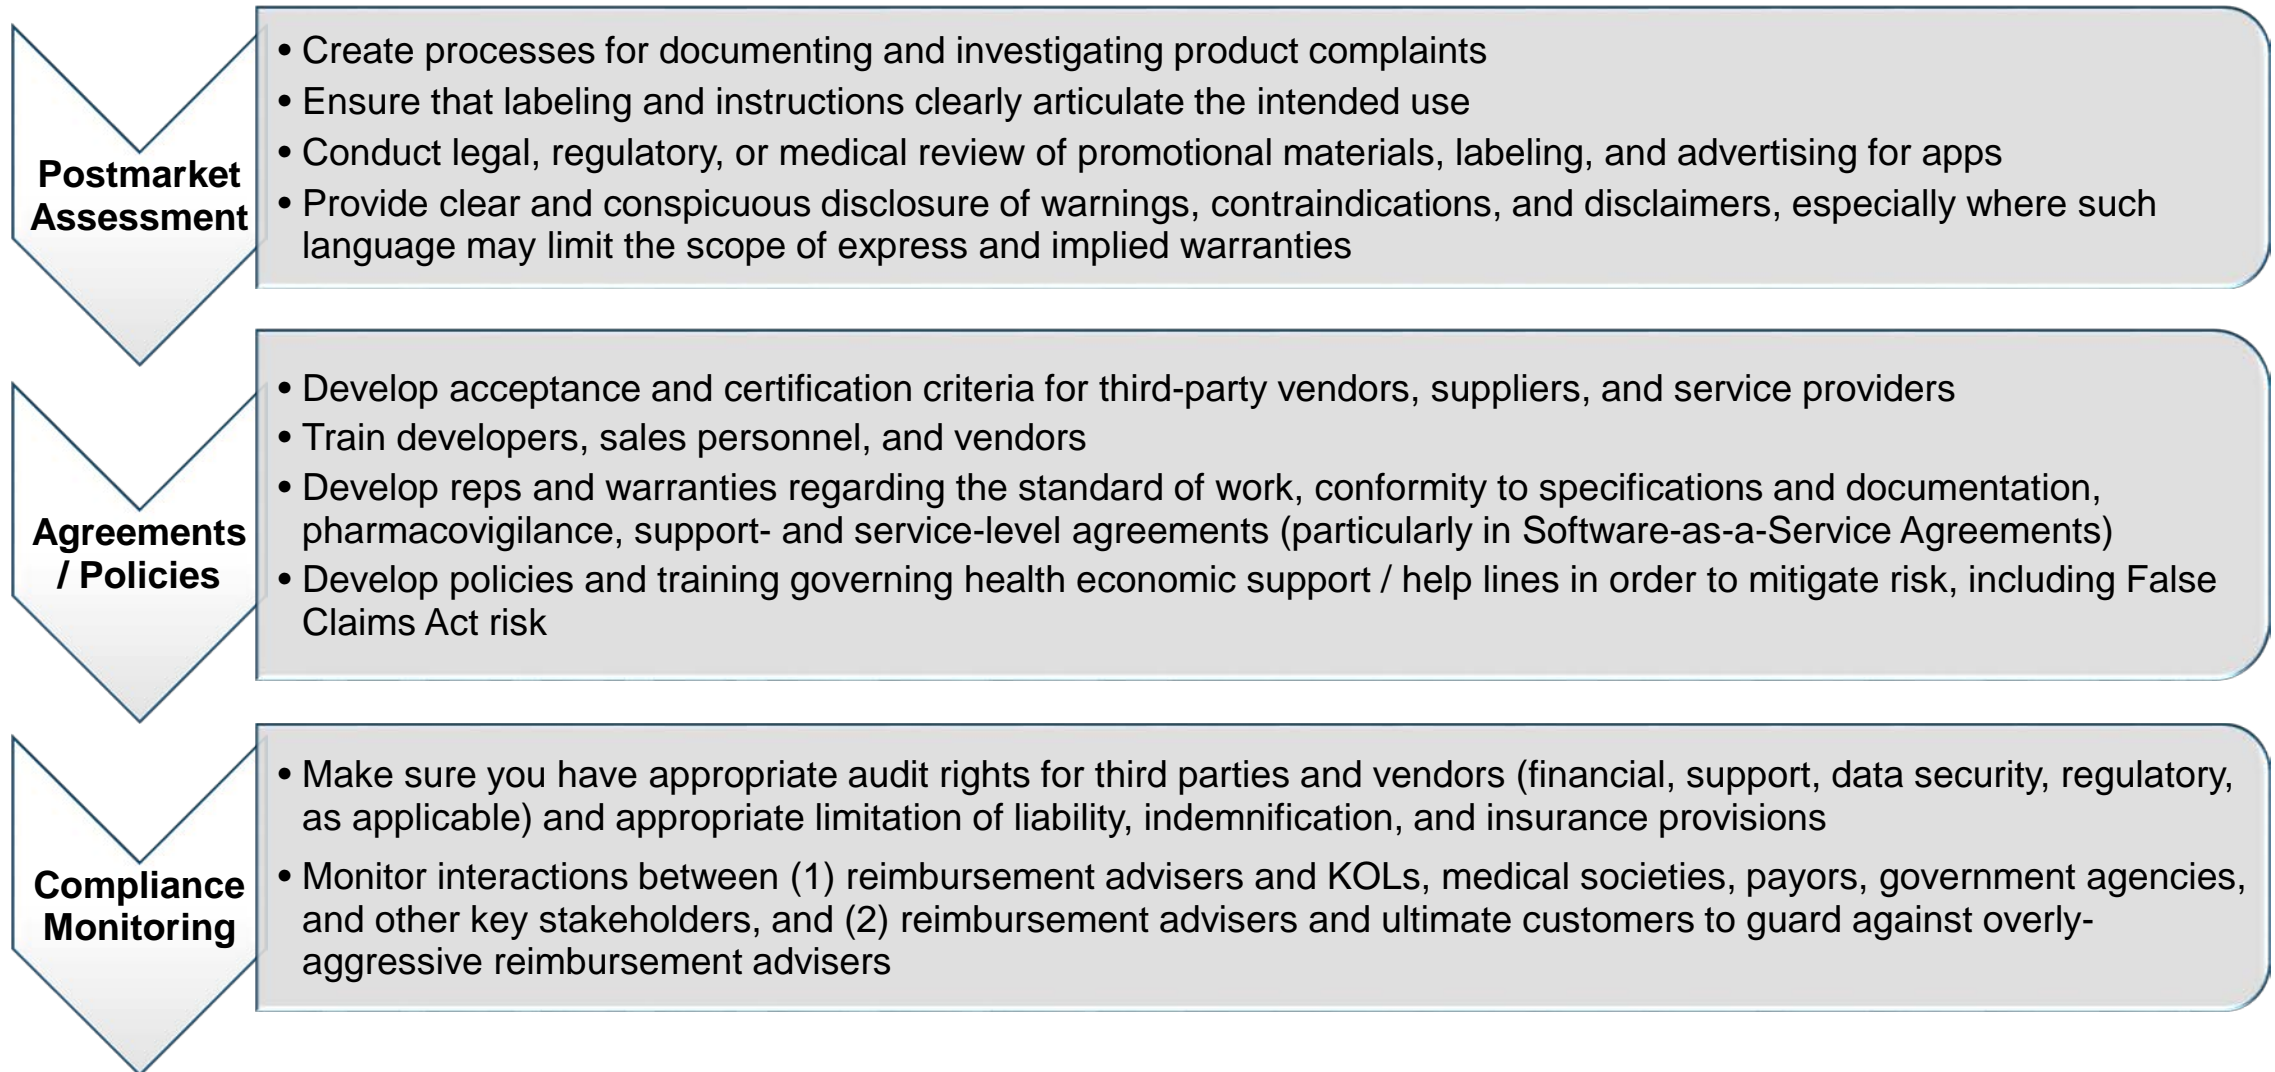 Postmarket
Assessment
• Create processes for documenting and investigating product complaints
• Ensure that labeling and instructions clearly articulate the intended use
• Conduct legal, regulatory, or medical review of promotional materials, labeling, and advertising for apps
• Provide clear and conspicuous disclosure of warnings, contraindications, and disclaimers, especially where such
language may limit the scope of express and implied warranties
Agreements
/ Policies
• Develop acceptance and certification criteria for third-party vendors, suppliers, and service providers
• Train developers, sales personnel, and vendors
• Develop reps and warranties regarding the standard of work, conformity to specifications and documentation,
pharmacovigilance, support- and service-level agreements (particularly in Software-as-a-Service Agreements)
• Develop policies and training governing health economic support / help lines in order to mitigate risk, including False
Claims Act risk
Compliance
Monitoring
• Make sure you have appropriate audit rights for third parties and vendors (financial, support, data security, regulatory,
as applicable) and appropriate limitation of liability, indemnification, and insurance provisions
• Monitor interactions between (1) reimbursement advisers and KOLs, medical societies, payors, government agencies,
and other key stakeholders, and (2) reimbursement advisers and ultimate customers to guard against overly-
aggressive reimbursement advisers